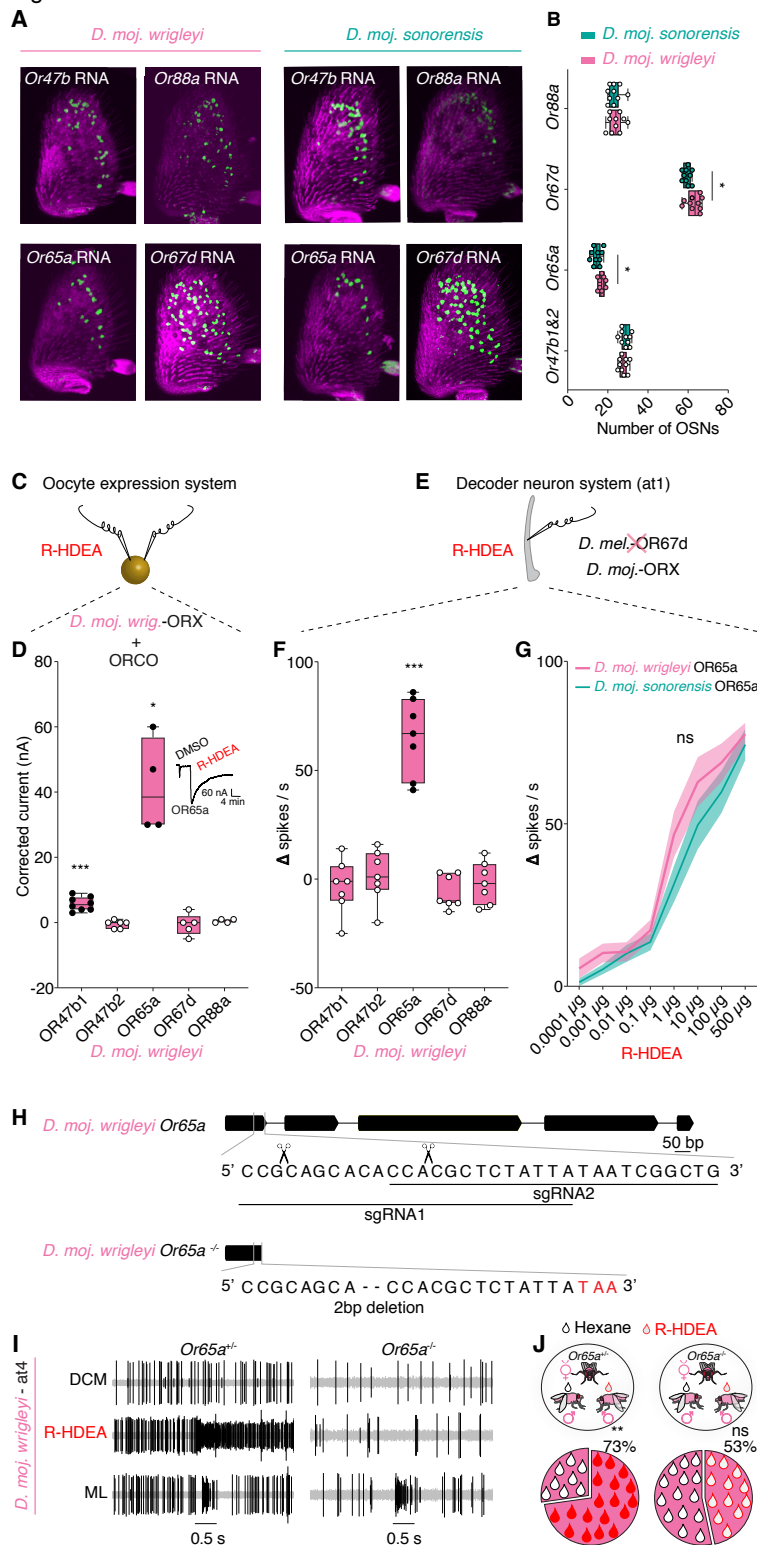 A
D. moj. wrigleyi
D. moj. sonorensis
Or47b RNA
Or88a RNA
Or47b RNA
Or88a RNA
Or65a RNA
Or67d RNA
Or65a RNA
Or67d RNA
B
D. moj. sonorensis
D. moj. wrigleyi
Or88a
Or67d
*
Or65a
*
Or47b1&2
0 20 40 60 80
Number of OSNs
C
Oocyte expression system
R-HDEA
D. moj. wrig.-ORX
+
ORCO
E
Decoder neuron system (at1)
R-HDEA
D. mel.-OR67d
D. moj.-ORX
D
80
60
40
20
0
-20
Corrected current (nA)
***
*
DMSO
R-HDEA
60 nA
4 min
OR65a
OR47b1
OR47b2
OR65a
OR67d
OR88a
D. moj. wrigleyi
F
100
50
0
-50
Δ spikes / s
***
OR47b1
OR47b2
OR65a
OR67d
OR88a
D. moj. wrigleyi
G
100
50
0
Δ spikes / s
D. moj. wrigleyi OR65a
D. moj. sonorensis OR65a
ns
0.0001 µg
0.001 µg
0.01 µg
0.1 µg
1 µg
10 µg
100 µg
500 µg
R-HDEA
H
D. moj. wrigleyi Or65a
50 bp
5' CCGCAGCACACCACGCTCTATTATAATCGGCTG 3'
sgRNA2
sgRNA1
D. moj. wrigleyi Or65a -/-
5' CCGCAGCA--CCACGCTCTATTATAA 3'
2bp deletion
I
D. moj. wrigleyi - at4
Or65a+/-
Or65a-/-
DCM
R-HDEA
ML
0.5 s
0.5 s
J
Hexane
R-HDEA
Or65a+/-
Or65a-/-
**
73%
ns
53%